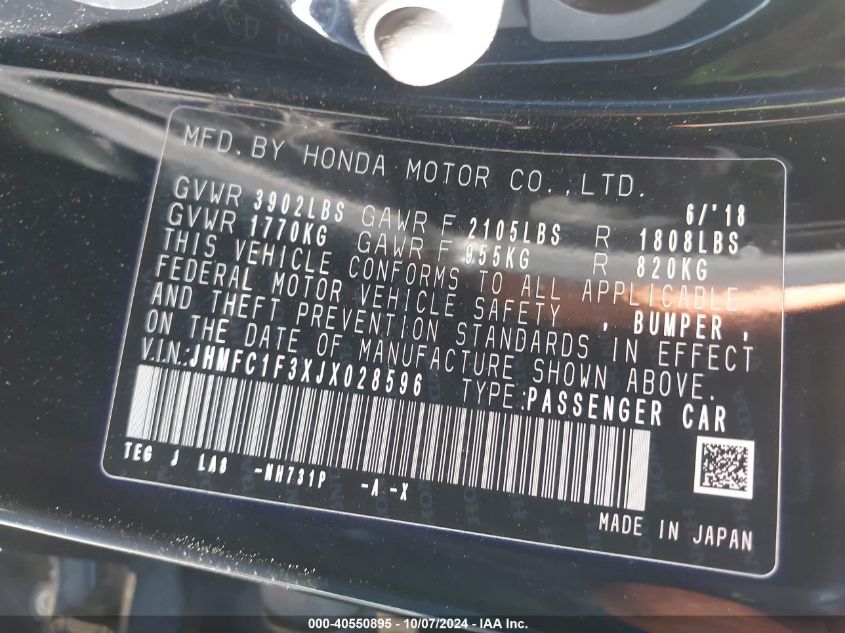 MFD. BY HONDA MOTOR CO., LTD.
6/'18
GVWR 3902LBS GAWR F 2105LBS R 1808LBS
GVWR 1770KG GAWR F 955KG R 820KG
THIS VEHICLE CONFORMS TO ALL APPLICABLE
FEDERAL MOTOR VEHICLE SAFETY , BUMPER ,
AND THEFT PREVENTION STANDARDS IN EFFECT
ON THE DATE OF MANUFACTURE SHOWN ABOVE.
V.I.N.:JHMFC1F3XJX028596 TYPE:PASSENGER CAR
TEG J LA8 -NH731P -A -X
MADE IN JAPAN
000-40550895 - 10/07/2024 - IAA Inc.